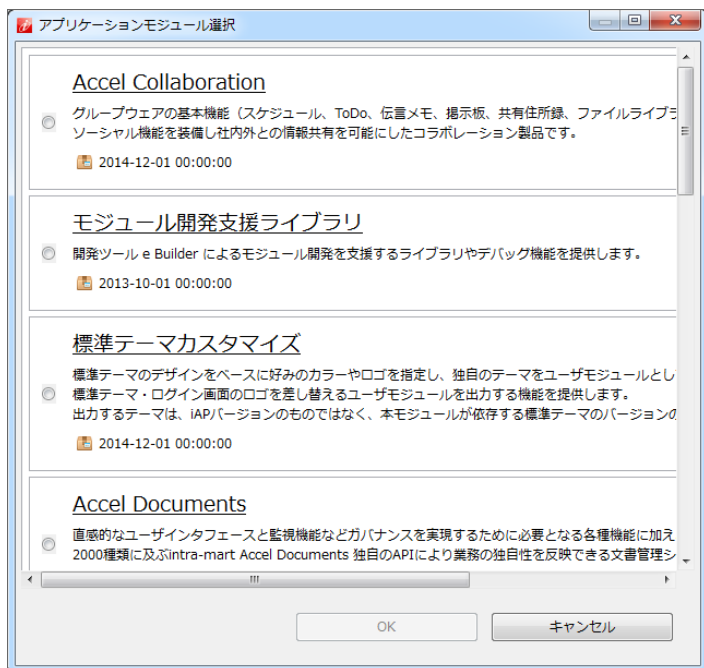 アプリケーションモジュール選択
Accel Collaboration
グループウェアの基本機能（スケジュール、ToDo、伝言メモ、掲示板、共有住所録、ファイルライブラ
ソーシャル機能を装備し社内外との情報共有を可能にしたコラボレーション製品です。
2014-12-01 00:00:00
モジュール開発支援ライブラリ
開発ツール e Builder によるモジュール開発を支援するライブラリやデバッグ機能を提供します。
2013-10-01 00:00:00
標準テーマカスタマイズ
標準テーマのデザインをベースに好みのカラーやロゴを指定し、独自のテーマをユーザモジュールとし
標準テーマ・ログイン画面のロゴを差し替えるユーザモジュールを出力する機能を提供します。
出力するテーマは、iAPバージョンのものではなく、本モジュールが依存する標準テーマのバージョンの
2014-12-01 00:00:00
Accel Documents
直感的なユーザインタフェースと監視機能などガバナンスを実現するために必要となる各種機能に加え
2000種類に及ぶintra-mart Accel Documents 独自のAPIにより業務の独自性を反映できる文書管理シ
OK
キャンセル